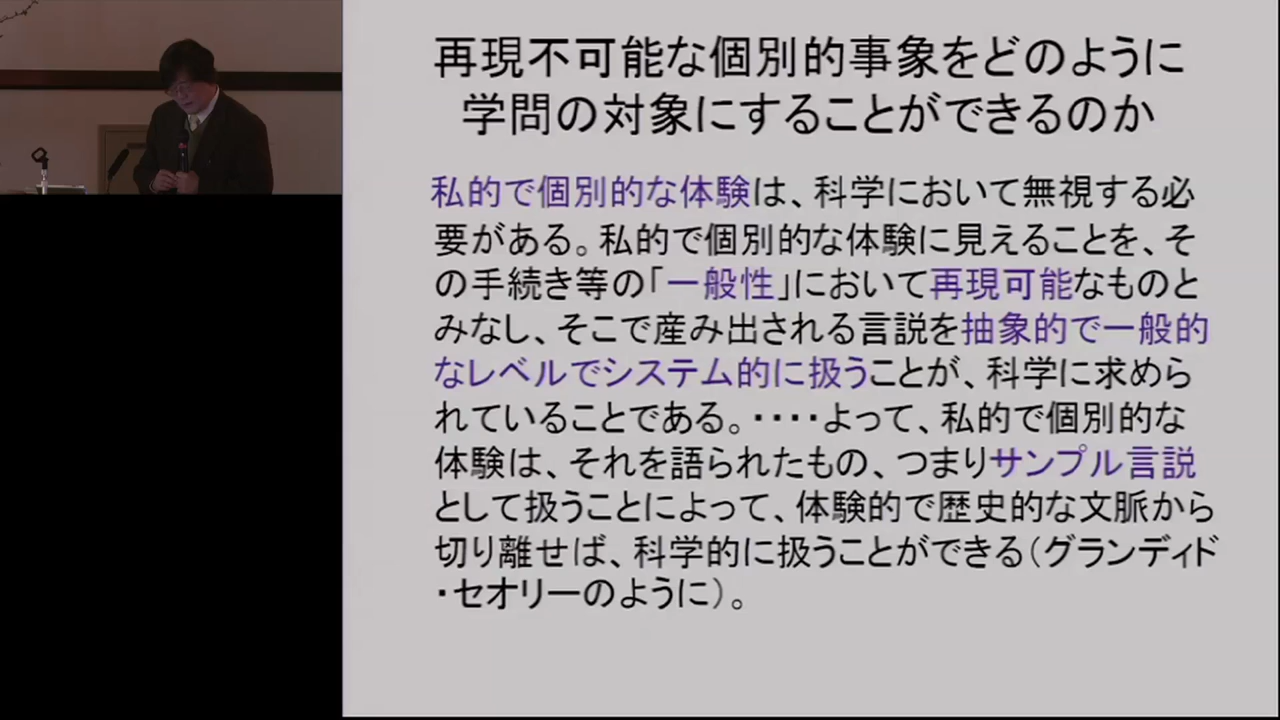 再現不可能な個別的事象をどのように
学問の対象にすることができるのか
私的で個別的な体験は、科学において無視する必
要がある。私的で個別的な体験に見えることを、そ
の手続き等の「一般性」において再現可能なものと
みなし、そこで産み出される言説を抽象的で一般的
なレベルでシステム的に扱うことが、科学に求めら
れていることである。・・・・よって、私的で個別的な
体験は、それを語られたもの、つまりサンプル言説
として扱うことによって、体験的で歴史的な文脈から
切り離せば、科学的に扱うことができる(グランディド
・セオリーのように)。